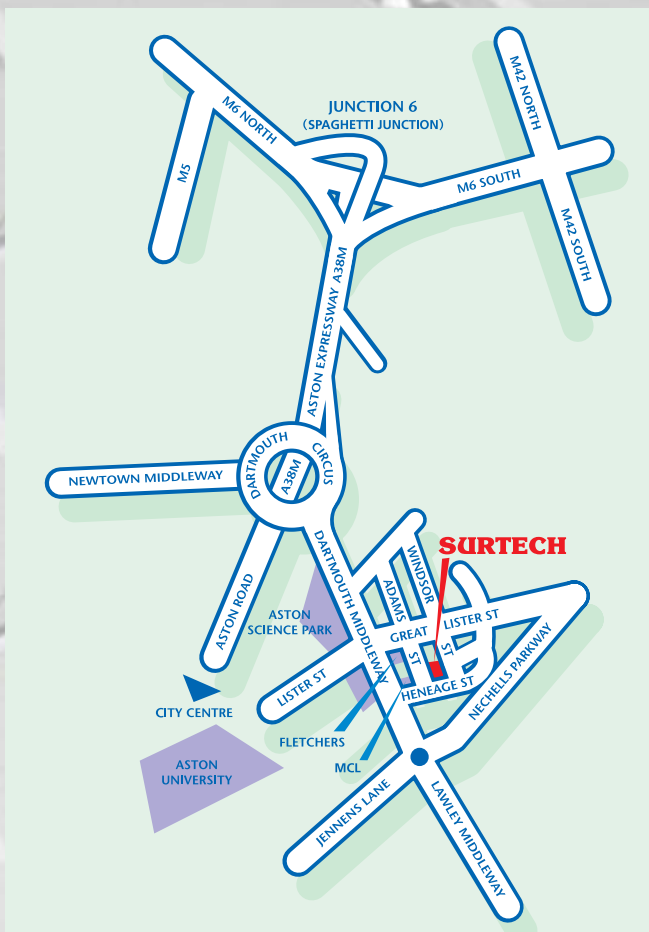 JUNCTION 6
(SPAGHETTI JUNCTION)
M6 NORTH
M5
M42 NORTH
M6 SOUTH
M42 SOUTH
ASTON EXPRESSWAY A38M
DARTMOUTH CIRCUS
A38M
NEWTOWN MIDDLEWAY
ASTON ROAD
DARTMOUTH MIDDLEWAY
SURTECH
WINDSOR ST
ADAMS ST
GREAT LISTER ST
ASTON
SCIENCE PARK
LISTER ST
HENEAGE ST
NECHELLS PARKWAY
CITY CENTRE
FLETCHERS
MCL
ASTON
UNIVERSITY
JENNENS LANE
LAWLEY MIDDLEWAY